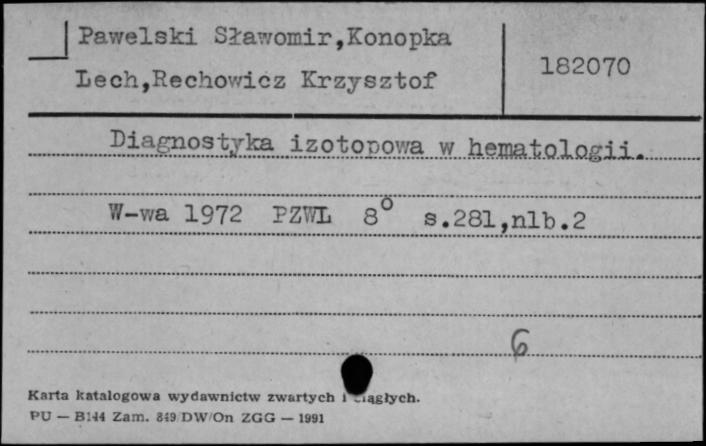 Pawelski Sławomir,Konopka
Lech,Rechowicz Krzysztof
182070
Diagnostyka izotopowa w hematologii.
W-wa 1972 PZWL 8° s.281,nlb.2
6
Karta katalogowa wydawnictw zwartych i ciągłych.
PU — B144 Zam. 849/DW/On ZGG — 1991